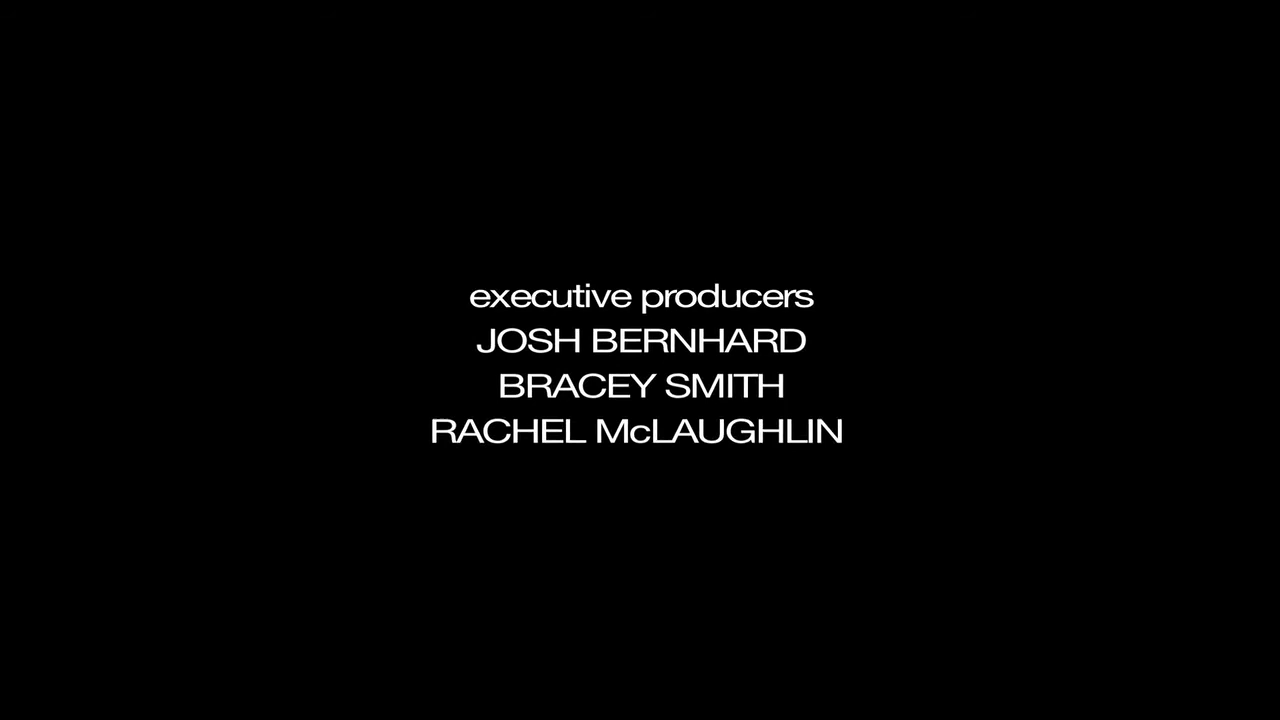 executive producers
JOSH BERNHARD
BRACEY SMITH
RACHEL McLAUGHLIN